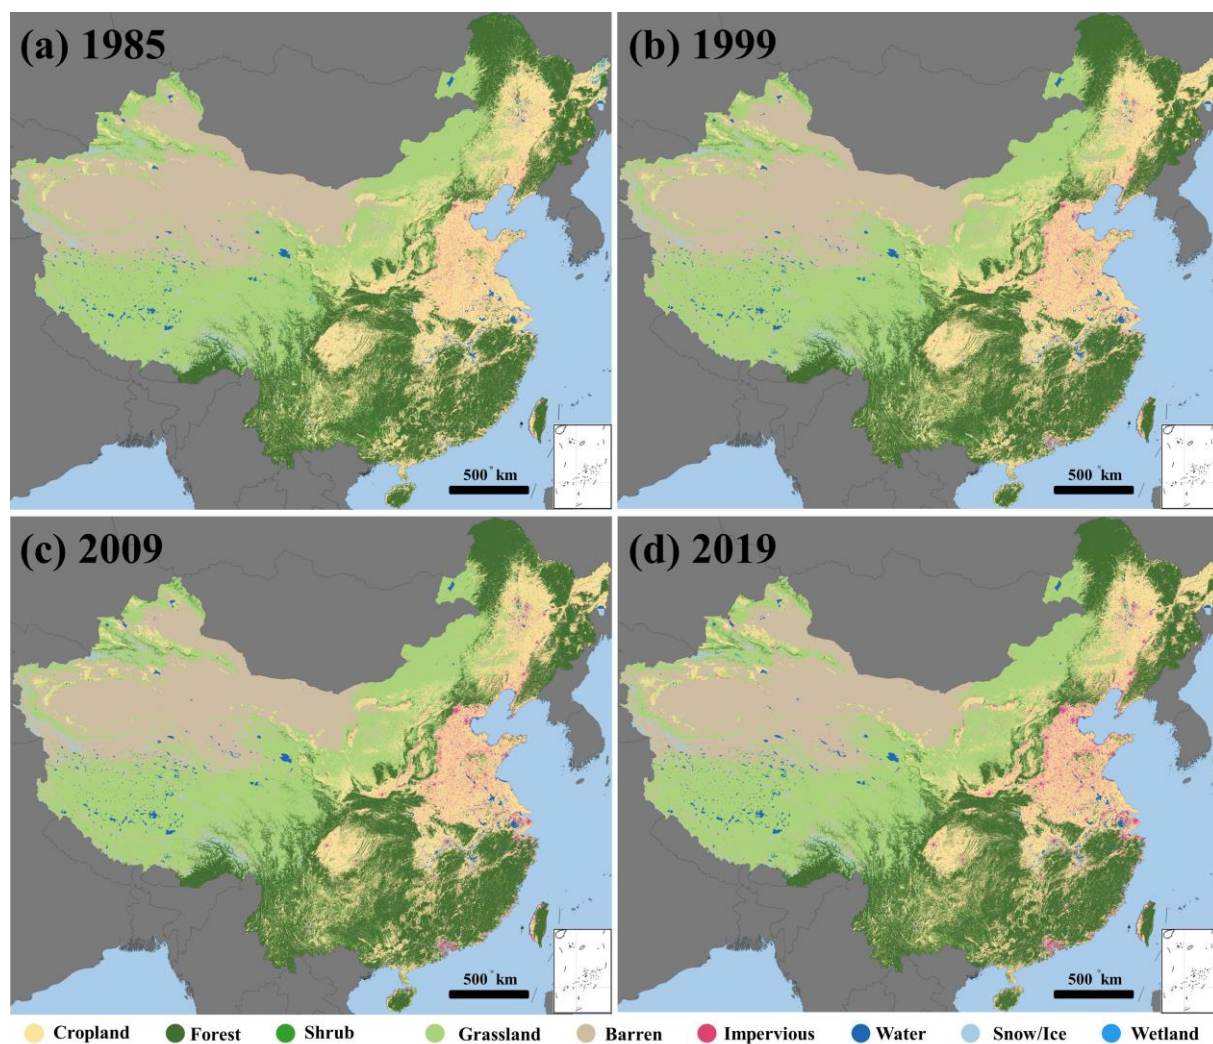 (a) 1985
(b) 1999
500 km
500 km
(c) 2009
(d) 2019
500 km
500 km
Cropland Forest Shrub Grassland Barren Impervious Water Snow/Ice Wetland